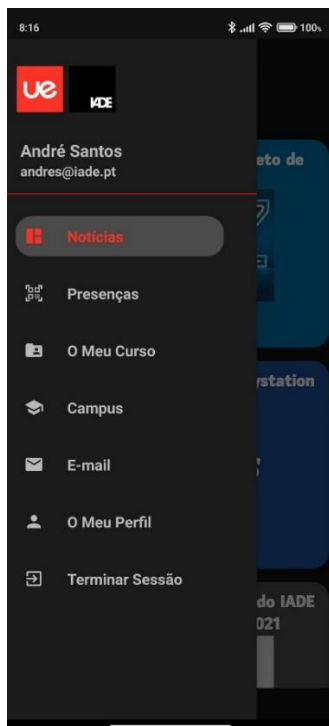 8:16
100%
ue
IADE
André Santos
andres@iade.pt
eto de
Notícias
Presenças
O Meu Curso
ystation
Campus
E-mail
O Meu Perfil
Terminar Sessão
do IADE
021